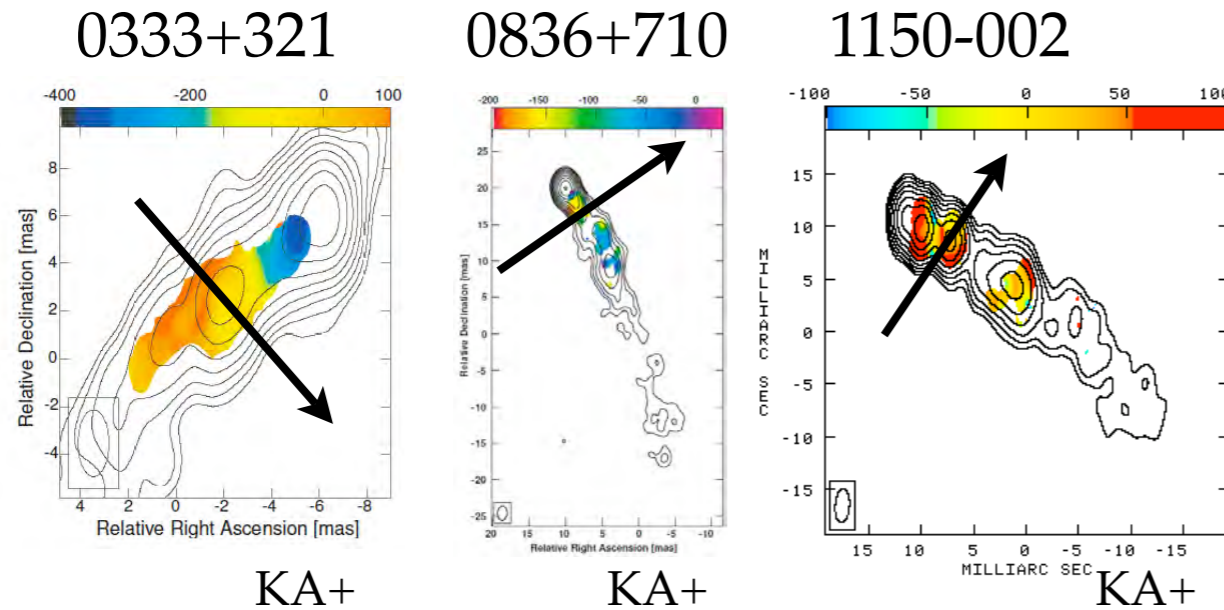 0333+321
0836+710
1150-002
-400 -200 0 100
8
6
4
2
0
-2
-4
Relative Declination [mas]
4 2 0 -2 -4 -6 -8
Relative Right Ascension [mas]
KA+
-200 -150 -100 -50 0
25
20
15
10
5
0
-5
-10
-15
-20
-25
Relative Declination [mas]
20 15 10 5 0 -5 -10
Relative Right Ascension [mas]
KA+
-100 -50 0 50 100
15
10
5
0
-5
-10
-15
MILLIARC SEC
15 10 5 0 -5 -10 -15
MILLIARC SEC
KA+